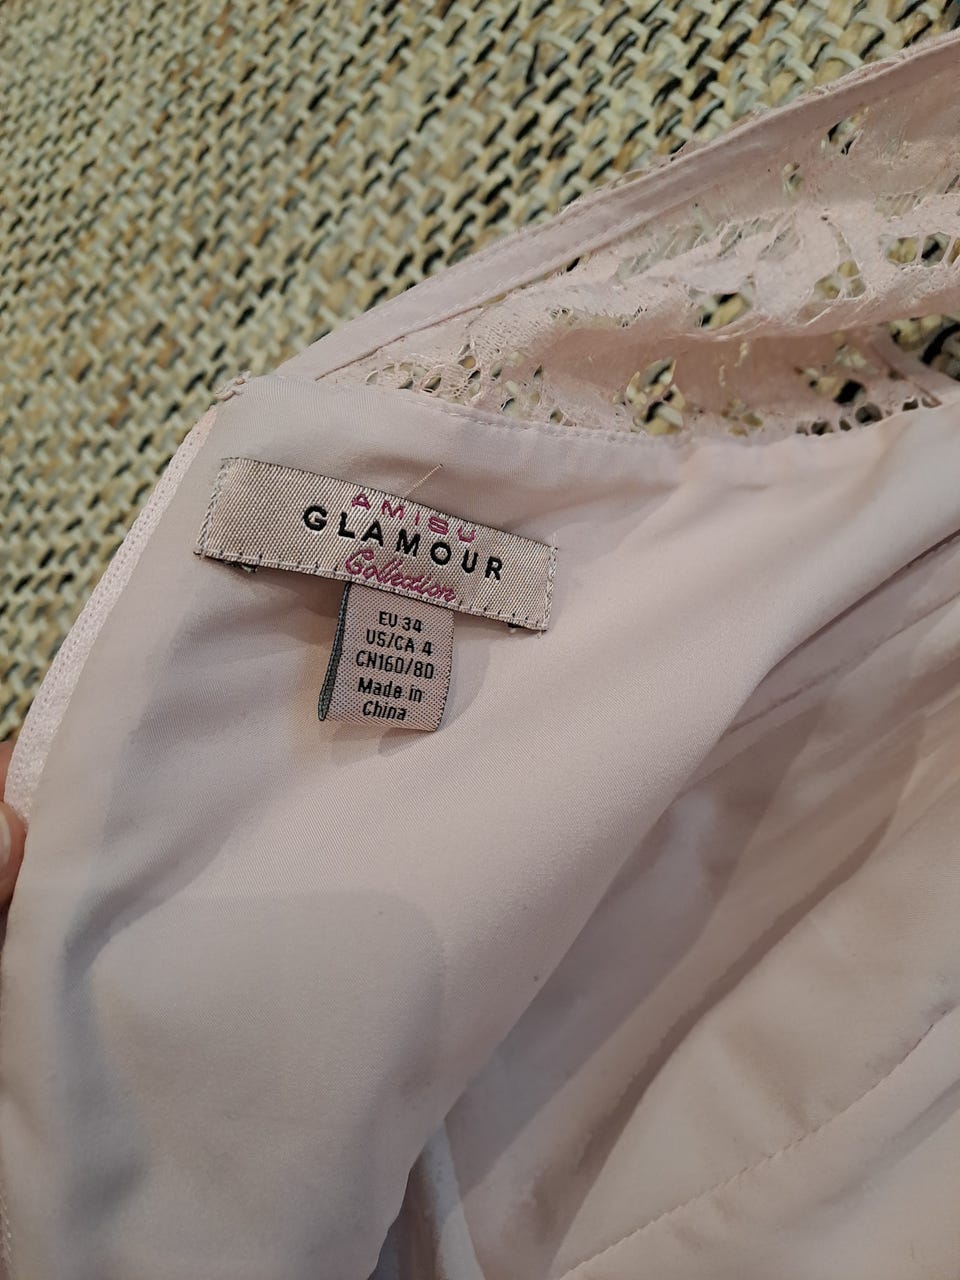 AMISU
GLAMOUR
Collection
EU 34
US/CA 4
CN160/80
Made in
China